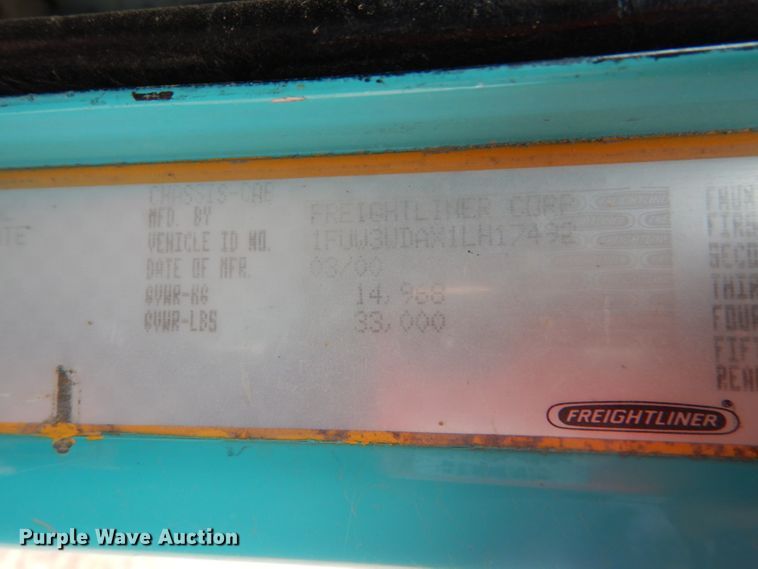 CHASSIS-CAB
MFD. BY FREIGHTLINER CORP
VEHICLE ID NO. 1FUW3UDAX1LH17492
DATE OF MFR. 03/00
GVWR-KG 14,968
GVWR-LBS 33,000
FREIGHTLINER
Purple Wave Auction